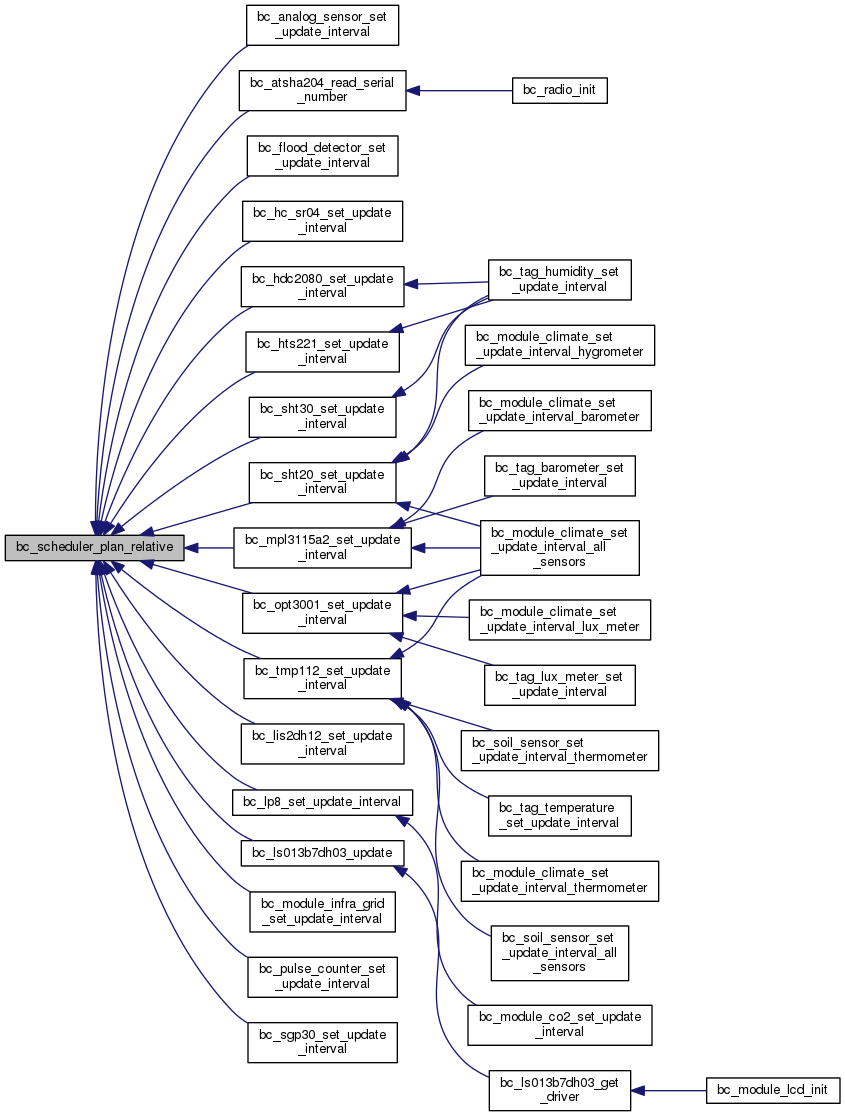 bc_analog_sensor_set
_update_interval
bc_atsha204_read_serial
_number
bc_radio_init
bc_flood_detector_set
_update_interval
bc_hc_sr04_set_update
_interval
bc_hdc2080_set_update
_interval
bc_tag_humidity_set
_update_interval
bc_hts221_set_update
_interval
bc_module_climate_set
_update_interval_hygrometer
bc_sht30_set_update
_interval
bc_module_climate_set
_update_interval_barometer
bc_sht20_set_update
_interval
bc_tag_barometer_set
_update_interval
bc_scheduler_plan_relative
bc_mpl3115a2_set_update
_interval
bc_module_climate_set
_update_interval_all
_sensors
bc_opt3001_set_update
_interval
bc_module_climate_set
_update_interval_lux_meter
bc_tmp112_set_update
_interval
bc_tag_lux_meter_set
_update_interval
bc_lis2dh12_set_update
_interval
bc_soil_sensor_set
_update_interval_thermometer
bc_lp8_set_update_interval
bc_tag_temperature
_set_update_interval
bc_ls013b7dh03_update
bc_module_climate_set
_update_interval_thermometer
bc_module_infra_grid
_set_update_interval
bc_soil_sensor_set
_update_interval_all
_sensors
bc_pulse_counter_set
_update_interval
bc_module_co2_set_update
_interval
bc_sgp30_set_update
_interval
bc_ls013b7dh03_get
_driver
bc_module_lcd_init